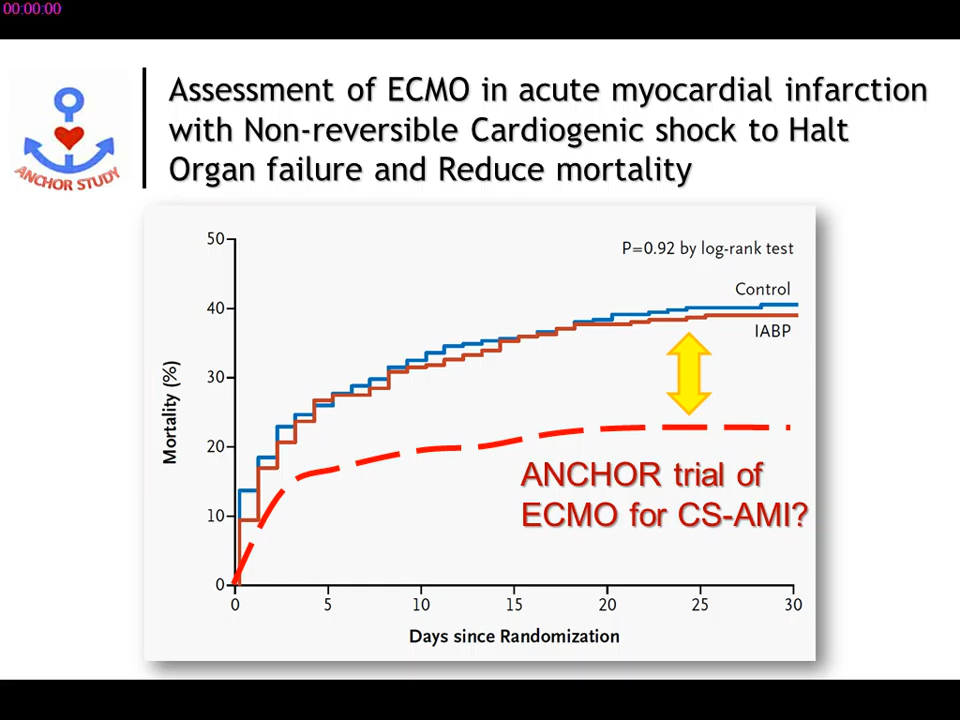 00:00:00
Assessment of ECMO in acute myocardial infarction
with Non-reversible Cardiogenic shock to Halt
Organ failure and Reduce mortality
ANCHOR STUDY
50
P=0.92 by log-rank test
Control
40
IABP
30
Mortality (%)
20
ANCHOR trial of
ECMO for CS-AMI?
10
0
0 5 10 15 20 25 30
Days since Randomization